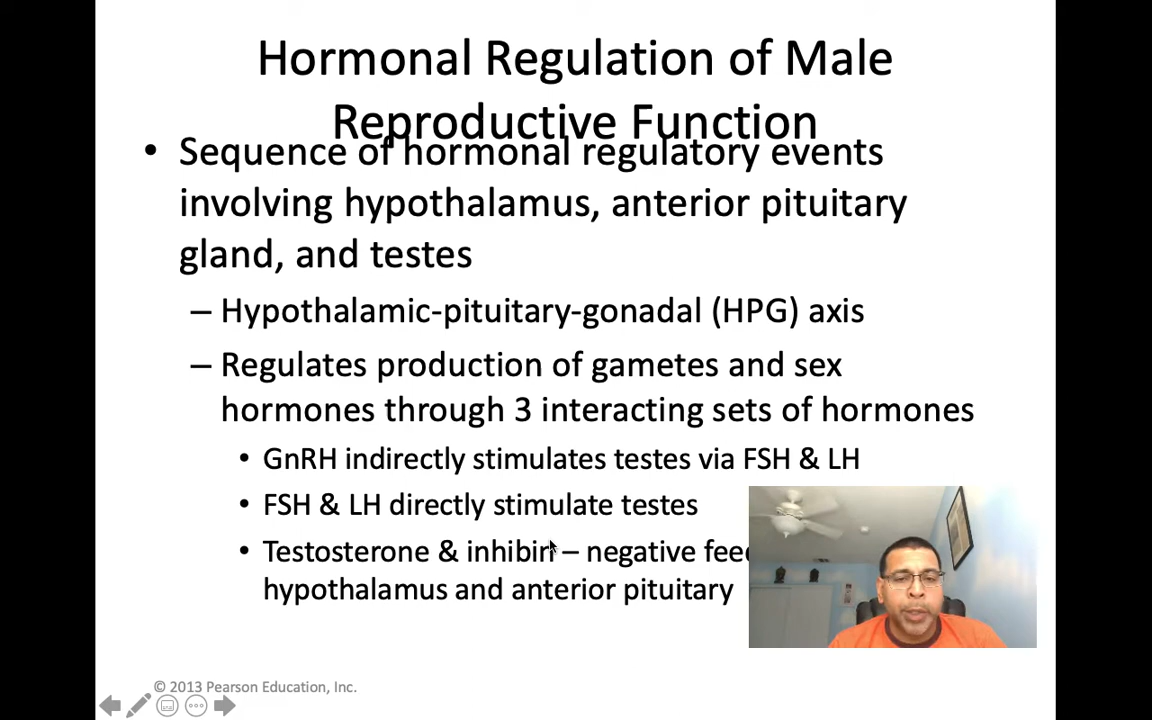 Hormonal Regulation of Male
Reproductive Function
• Sequence of hormonal regulatory events
involving hypothalamus, anterior pituitary
gland, and testes
– Hypothalamic-pituitary-gonadal (HPG) axis
– Regulates production of gametes and sex
hormones through 3 interacting sets of hormones
• GnRH indirectly stimulates testes via FSH & LH
• FSH & LH directly stimulate testes
• Testosterone & inhibin – negative
hypothalamus and anterior pituitary
© 2013 Pearson Education, Inc.